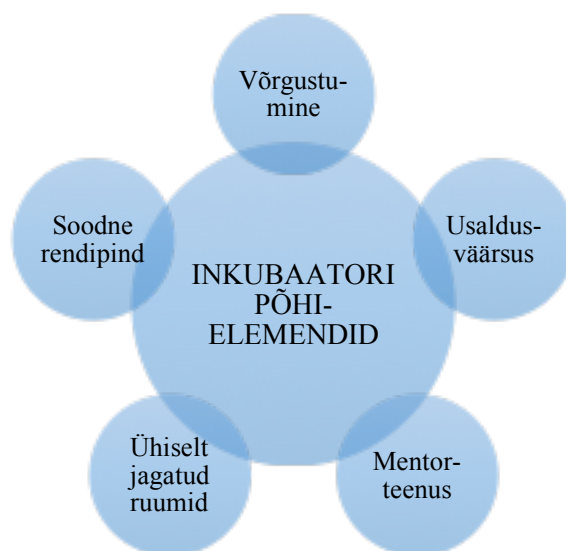 Võrgustu-
mine
Soodne
rendipind
Usaldus-
väärsus
INKUBAATORI
PÕHI-
ELEMENDID
Ühiselt
jagatud
ruumid
Mentor-
teenus